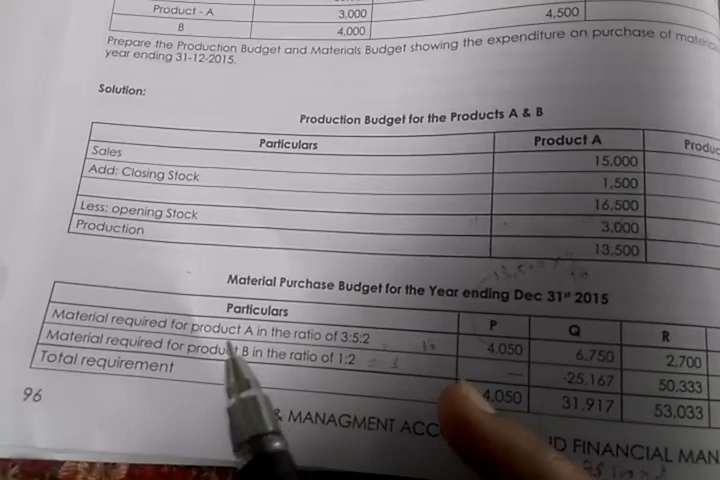 Product - A 3,000 4,500
B 4,000
Prepare the Production Budget and Materials Budget showing the expenditure on purchase of
year ending 31-12-2015.
Solution:
Production Budget for the Products A & B
Particulars Product A
Sales 15,000
Add: Closing Stock 1,500
16,500
Less: opening Stock 3,000
Production 13,500
Material Purchase Budget for the Year ending Dec 31st 2015
Particulars P Q R
Material required for product A in the ratio of 3:5:2 4,050 6,750 2,700
Material required for product B in the ratio of 1:2 — 25,167 50,333
Total requirement 4,050 31,917 53,033
96
& MANAGMENT FINANCIAL